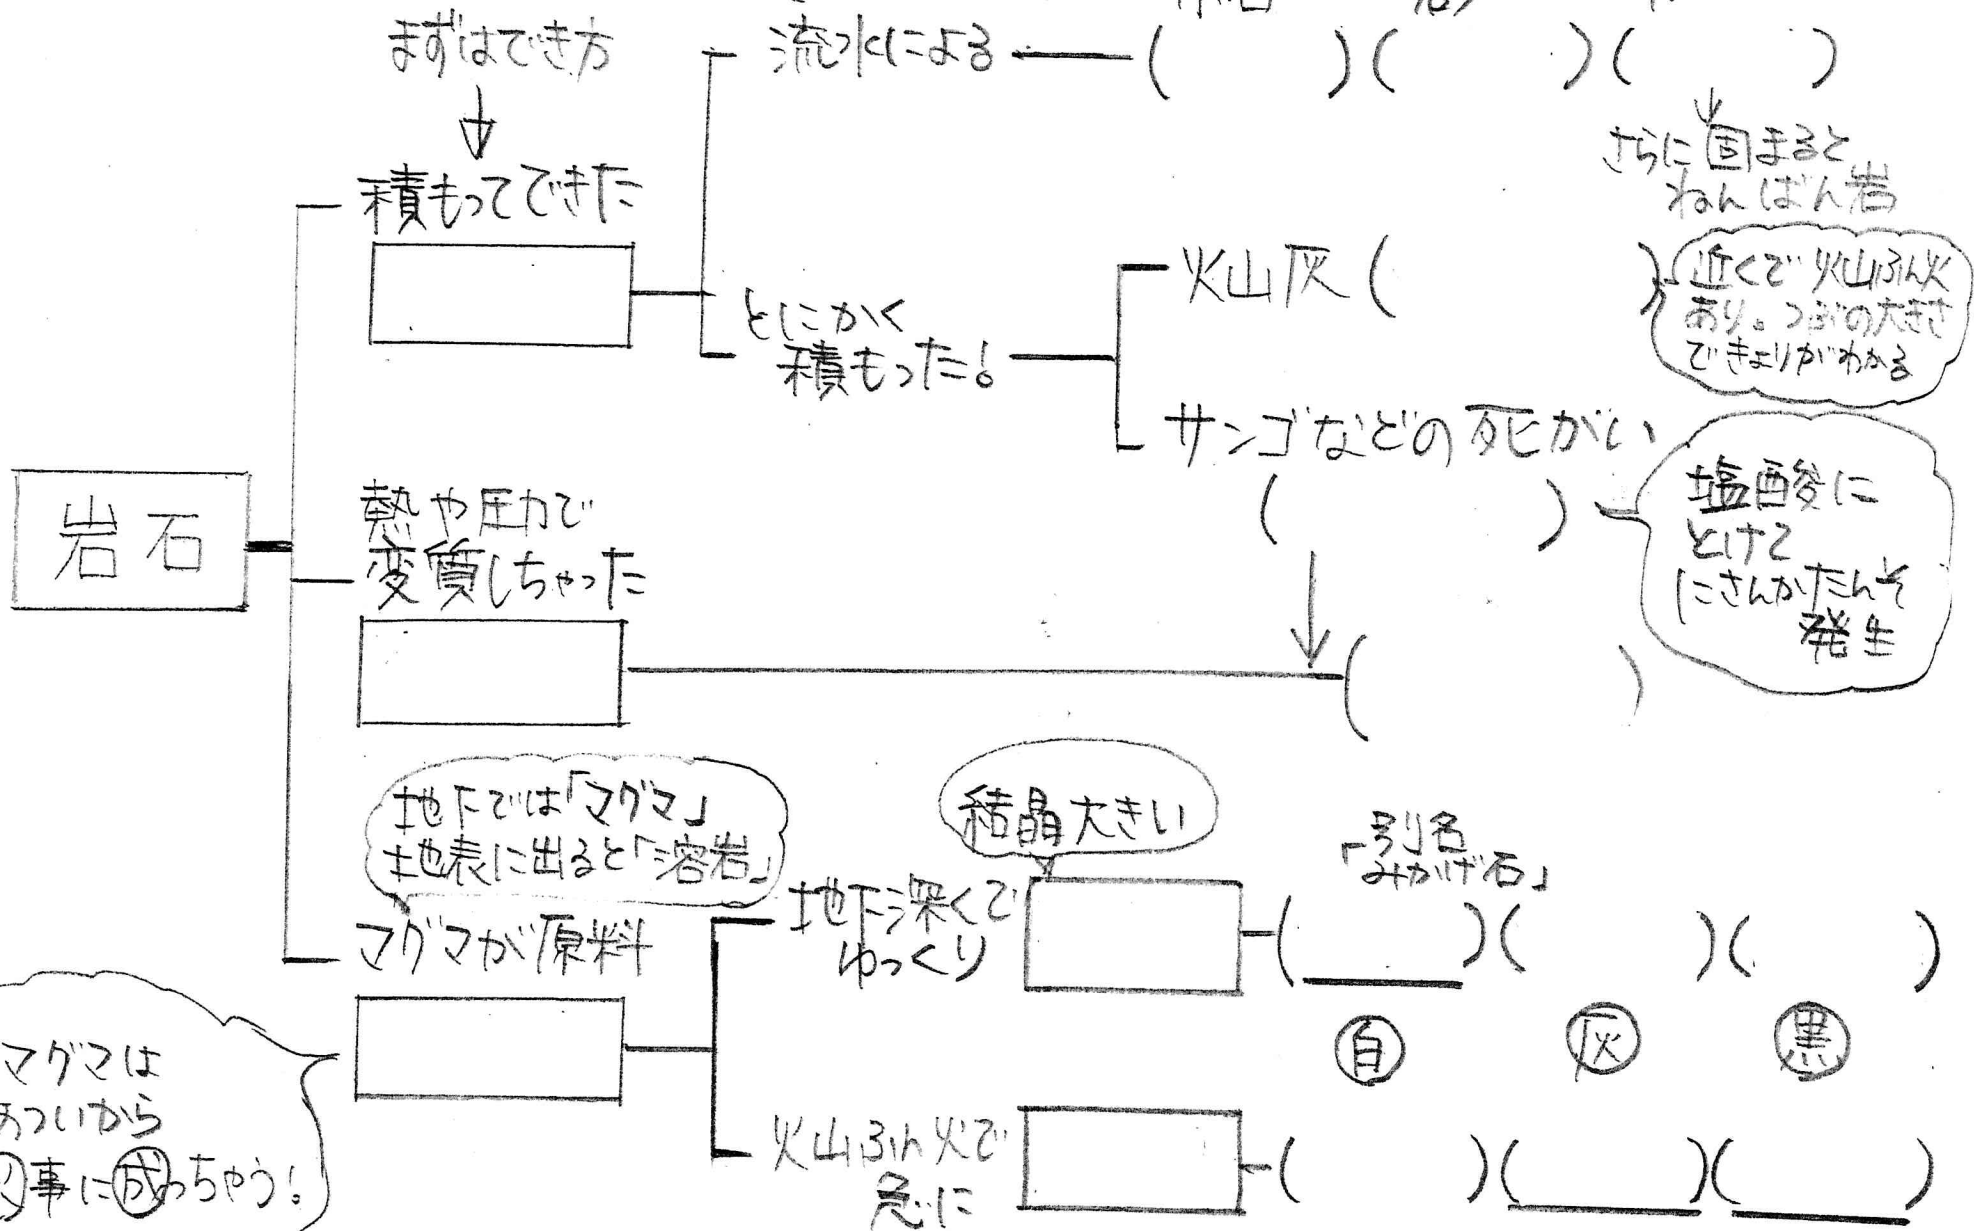 まずはできき方
流水による ( ) ( ) ( )
さらに固まると
ねんばん岩
積もってできた
とにかく
積もった!
火山灰 ( )
近くで火山ふん火
あり。つぶの大きさ
できょりがわかる
サンゴなどの死がい
( )
塩酸に
とけて
にさんかたんそ
発生
岩石
熱や圧力で
変質しちゃった
( )
地下では「マグマ」
地表に出ると「溶岩」
マグマが原料
結晶大きい
地下深くで
ゆっくり
「別名
みかげ石」
( ) ( ) ( )
白 灰 黒
マグマは
あついから
事に成っちゃう!
火山ふん火で
急に
( ) ( ) ( )